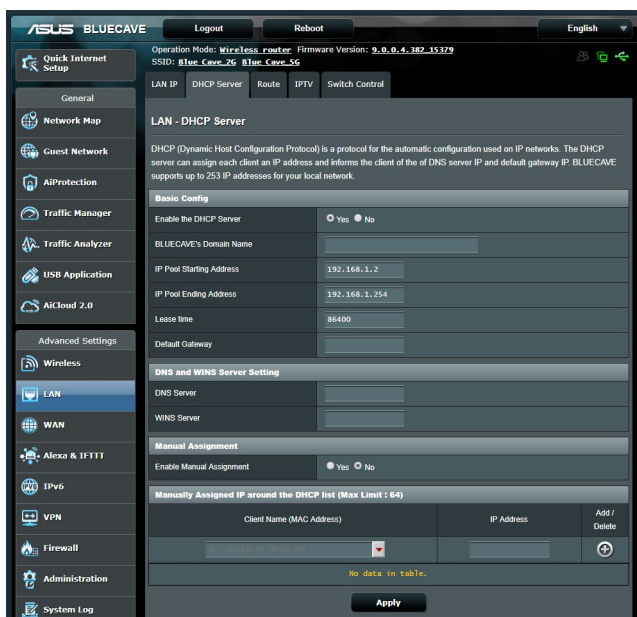 ASUS BLUECAVE
Logout
Reboot
English
Quick Internet
Setup
Operation Mode: Wireless router Firmware Version: 9.0.0.4.382_15379
SSID: Blue Cave_2G Blue Cave_5G
LAN IP
DHCP Server
Route
IPTV
Switch Control
General
Network Map
Guest Network
AiProtection
Traffic Manager
Traffic Analyzer
USB Application
AiCloud 2.0
Advanced Settings
Wireless
LAN
WAN
Alexa & IFTTT
IPv6
VPN
Firewall
Administration
System Log
LAN - DHCP Server
DHCP (Dynamic Host Configuration Protocol) is a protocol for the automatic configuration used on IP networks. The DHCP
server can assign each client an IP address and informs the client of the of DNS server IP and default gateway IP. BLUECAVE
supports up to 253 IP addresses for your local network.
Basic Config
Enable the DHCP Server
Yes No
BLUECAVE's Domain Name
IP Pool Starting Address
192.168.1.2
IP Pool Ending Address
192.168.1.254
Lease time
86400
Default Gateway
DNS and WINS Server Setting
DNS Server
WINS Server
Manual Assignment
Enable Manual Assignment
Yes No
Manually Assigned IP around the DHCP list (Max Limit : 64)
Client Name (MAC Address)
IP Address
Add /
Delete
No data in table.
Apply